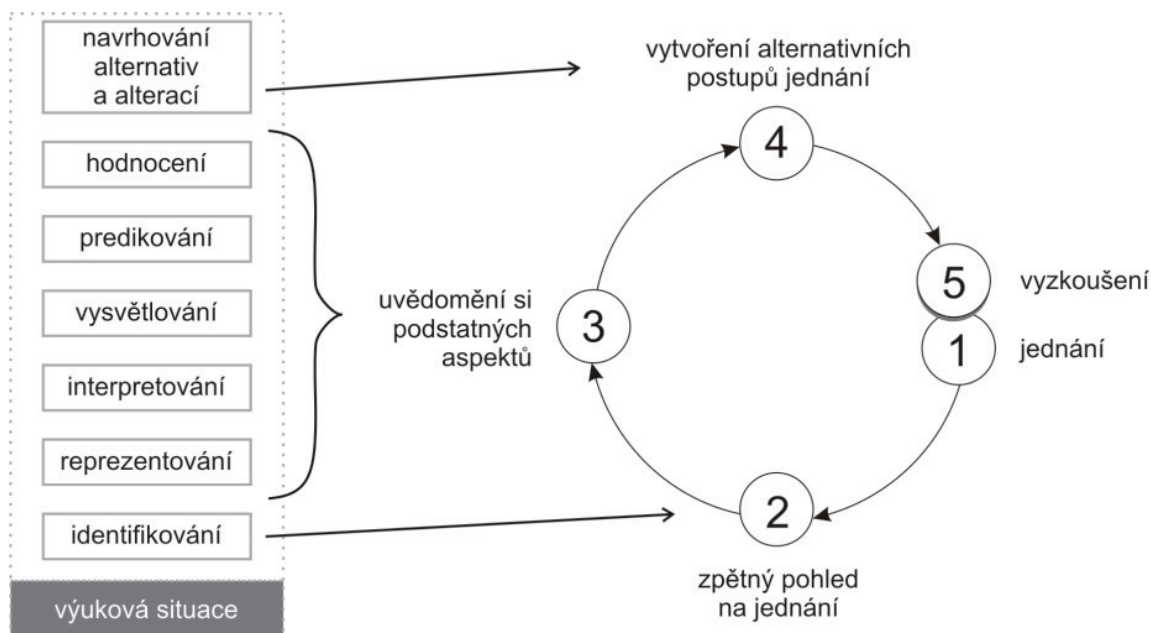 navrhování
alternativ
a alterací
hodnocení
predikování
vysvětlování
interpretování
reprezentování
identifikování
výuková situace
vytvoření alternativních
postupů jednání
4
5
vyzkoušení
1
jednání
uvědomění si
podstatných
aspektů
3
2
zpětný pohled
na jednání